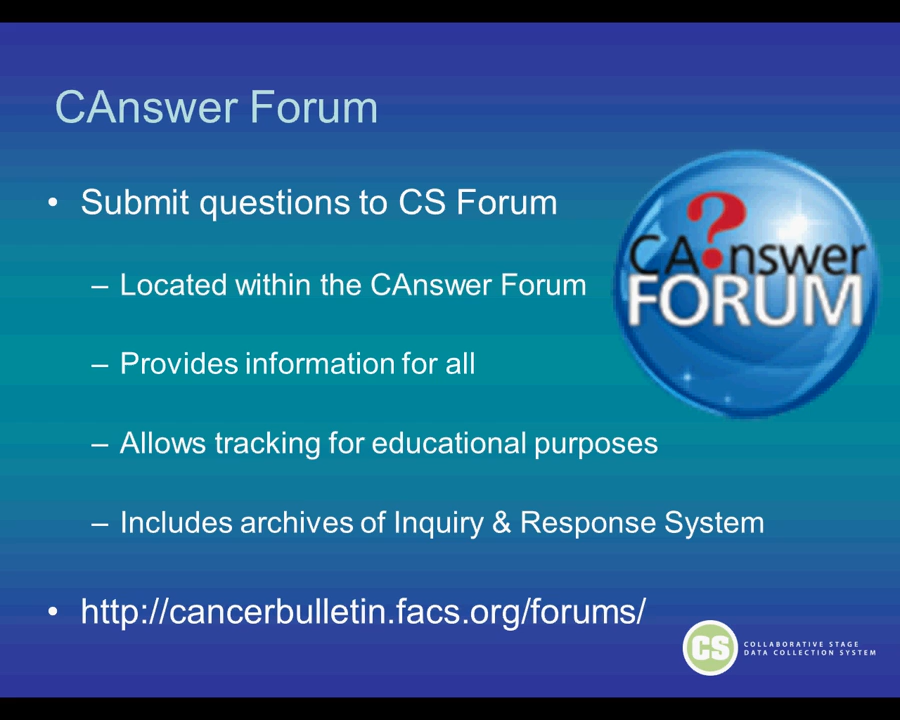 CAnswer Forum
• Submit questions to CS Forum
– Located within the CAnswer Forum
– Provides information for all
– Allows tracking for educational purposes
– Includes archives of Inquiry & Response System
• http://cancerbulletin.facs.org/forums/
CA?nswer
FORUM
CS
COLLABORATIVE STAGE
DATA COLLECTION SYSTEM